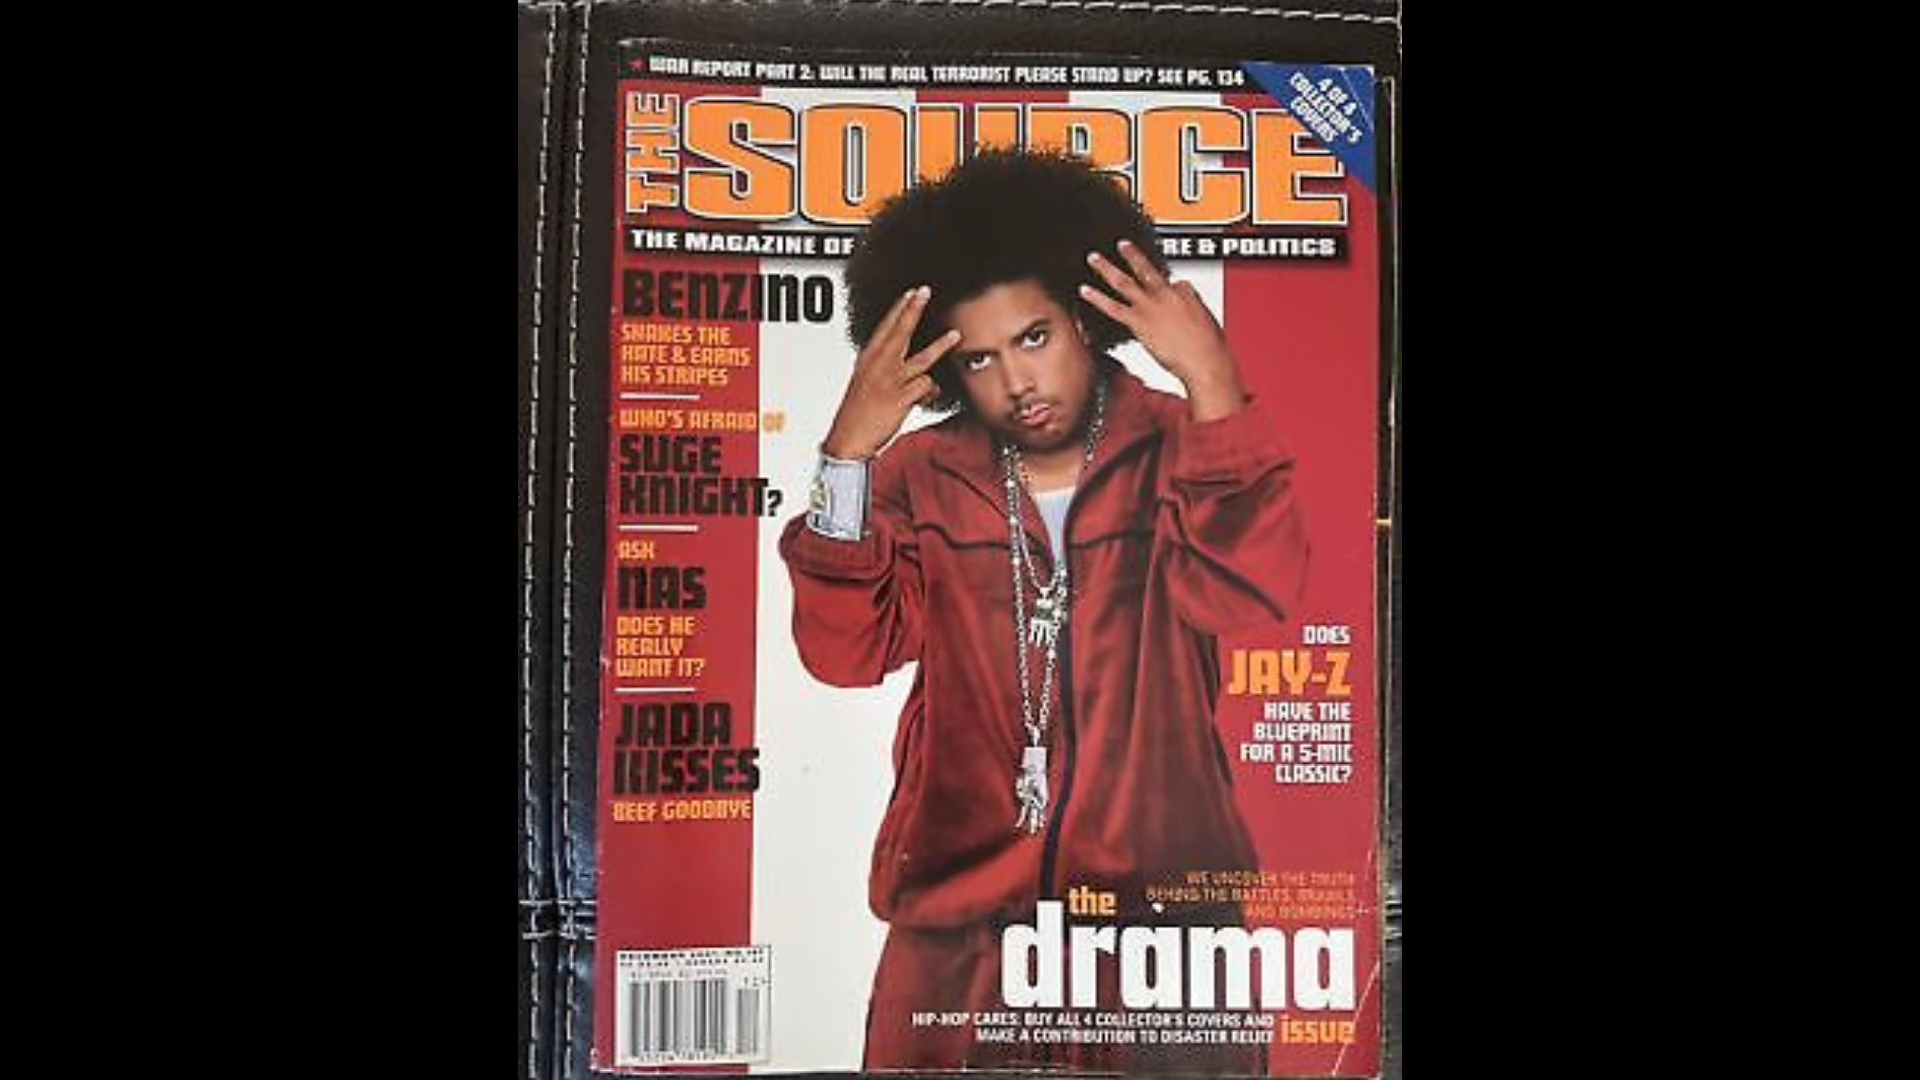 ★ WAR REPORT PART 2: WILL THE REAL TERRORIST PLEASE STAND UP? SEE PG. 134
4 OF 4
COLLECTOR'S
COVERS
THE SOURCE
THE MAGAZINE OF RE & POLITICS
BENZINO
SHAKES THE
HATE & EARNS
HIS STRIPES
WHO'S AFRAID OF
SUGE
KNIGHT?
ASK
NAS
DOES HE
REALLY
WANT IT?
JADA
KISSES
BEEF GOODBYE
DOES
JAY-Z
HAVE THE
BLUEPRINT
FOR A 5-MIC
CLASSIC?
WE UNCOVER THE TRUTH
BEHIND THE BATTLES, BRAWLS
AND BOMBINGS
the
drama
issue
HIP-HOP CARES: BUY ALL 4 COLLECTOR'S COVERS AND
MAKE A CONTRIBUTION TO DISASTER RELIEF